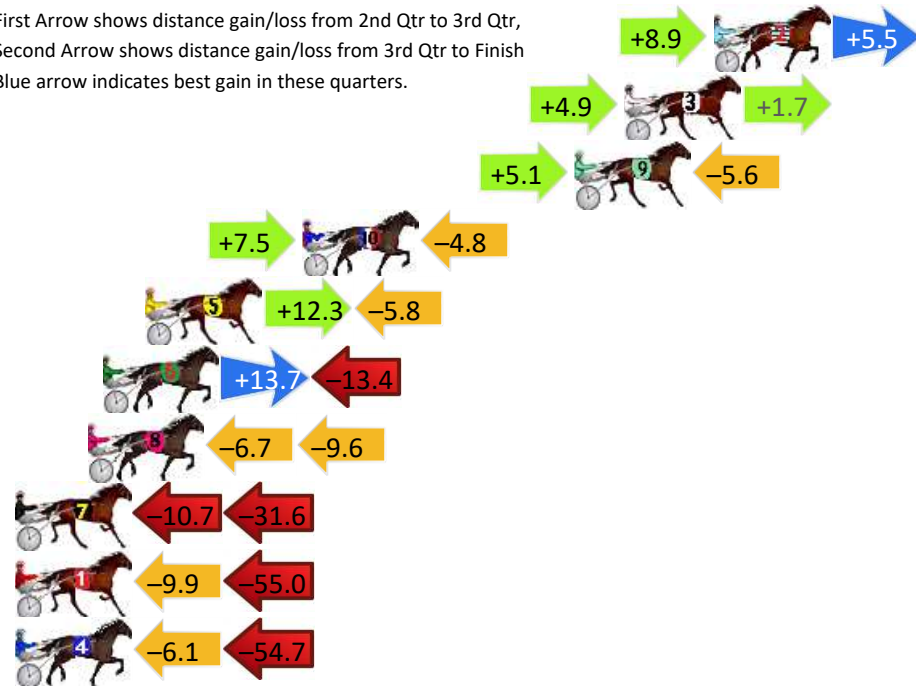 First Arrow shows distance gain/loss from 2nd Qtr to 3rd Qtr,
Second Arrow shows distance gain/loss from 3rd Qtr to Finish
Blue arrow indicates best gain in these quarters.
+8.9 2 +5.5
+4.9 3 +1.7
+5.1 9 –5.6
+7.5 10 –4.8
5 +12.3 –5.8
6 +13.7 –13.4
8 –6.7 –9.6
7 –10.7 –31.6
1 –9.9 –55.0
4 –6.1 –54.7